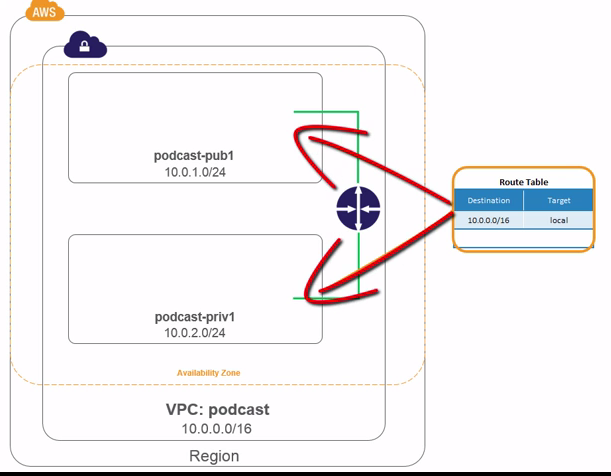 AWS
podcast-pub1
10.0.1.0/24
Route Table
Destination Target
10.0.0.0/16 local
podcast-priv1
10.0.2.0/24
Availability Zone
VPC: podcast
10.0.0.0/16
Region